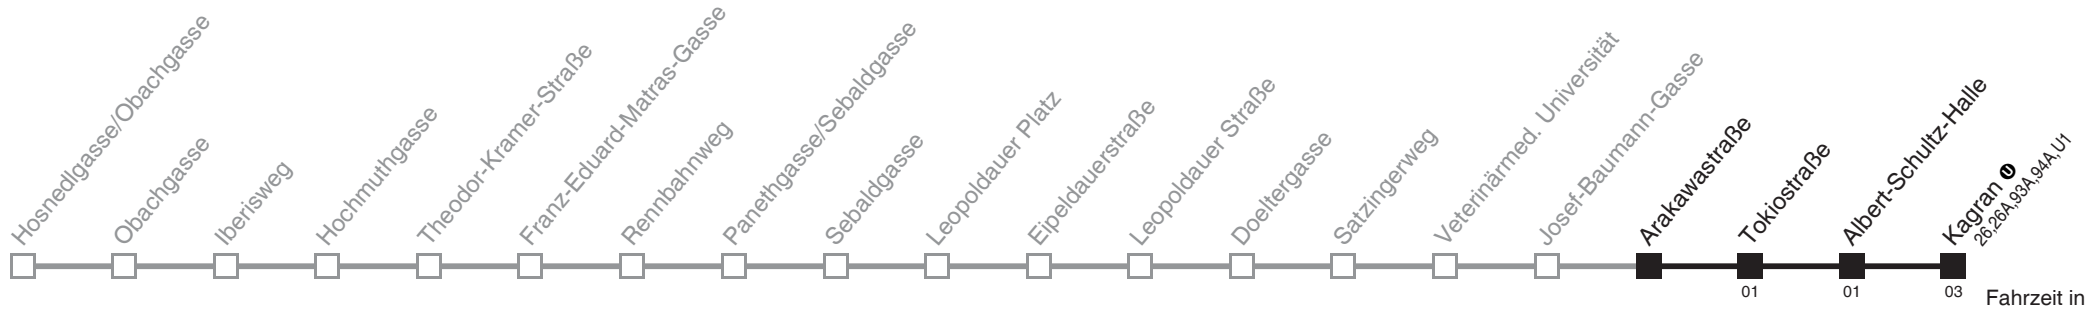 Hosnedlgasse/Obachgasse
Obachgasse
Iberisweg
Hochmuthgasse
Theodor-Kramer-Straße
Franz-Eduard-Matras-Gasse
Rennbahnweg
Panethgasse/Sebaldgasse
Sebaldgasse
Leopoldauer Platz
Eipeldauerstraße
Leopoldauer Straße
Doeltergasse
Satzingerweg
Veterinärmed. Universität
Josef-Baumann-Gasse
Arakawastraße
Tokiostraße
Albert-Schultz-Halle
Kagran U
26,26A,93A,94A,U1
01
01
03
Fahrzeit in